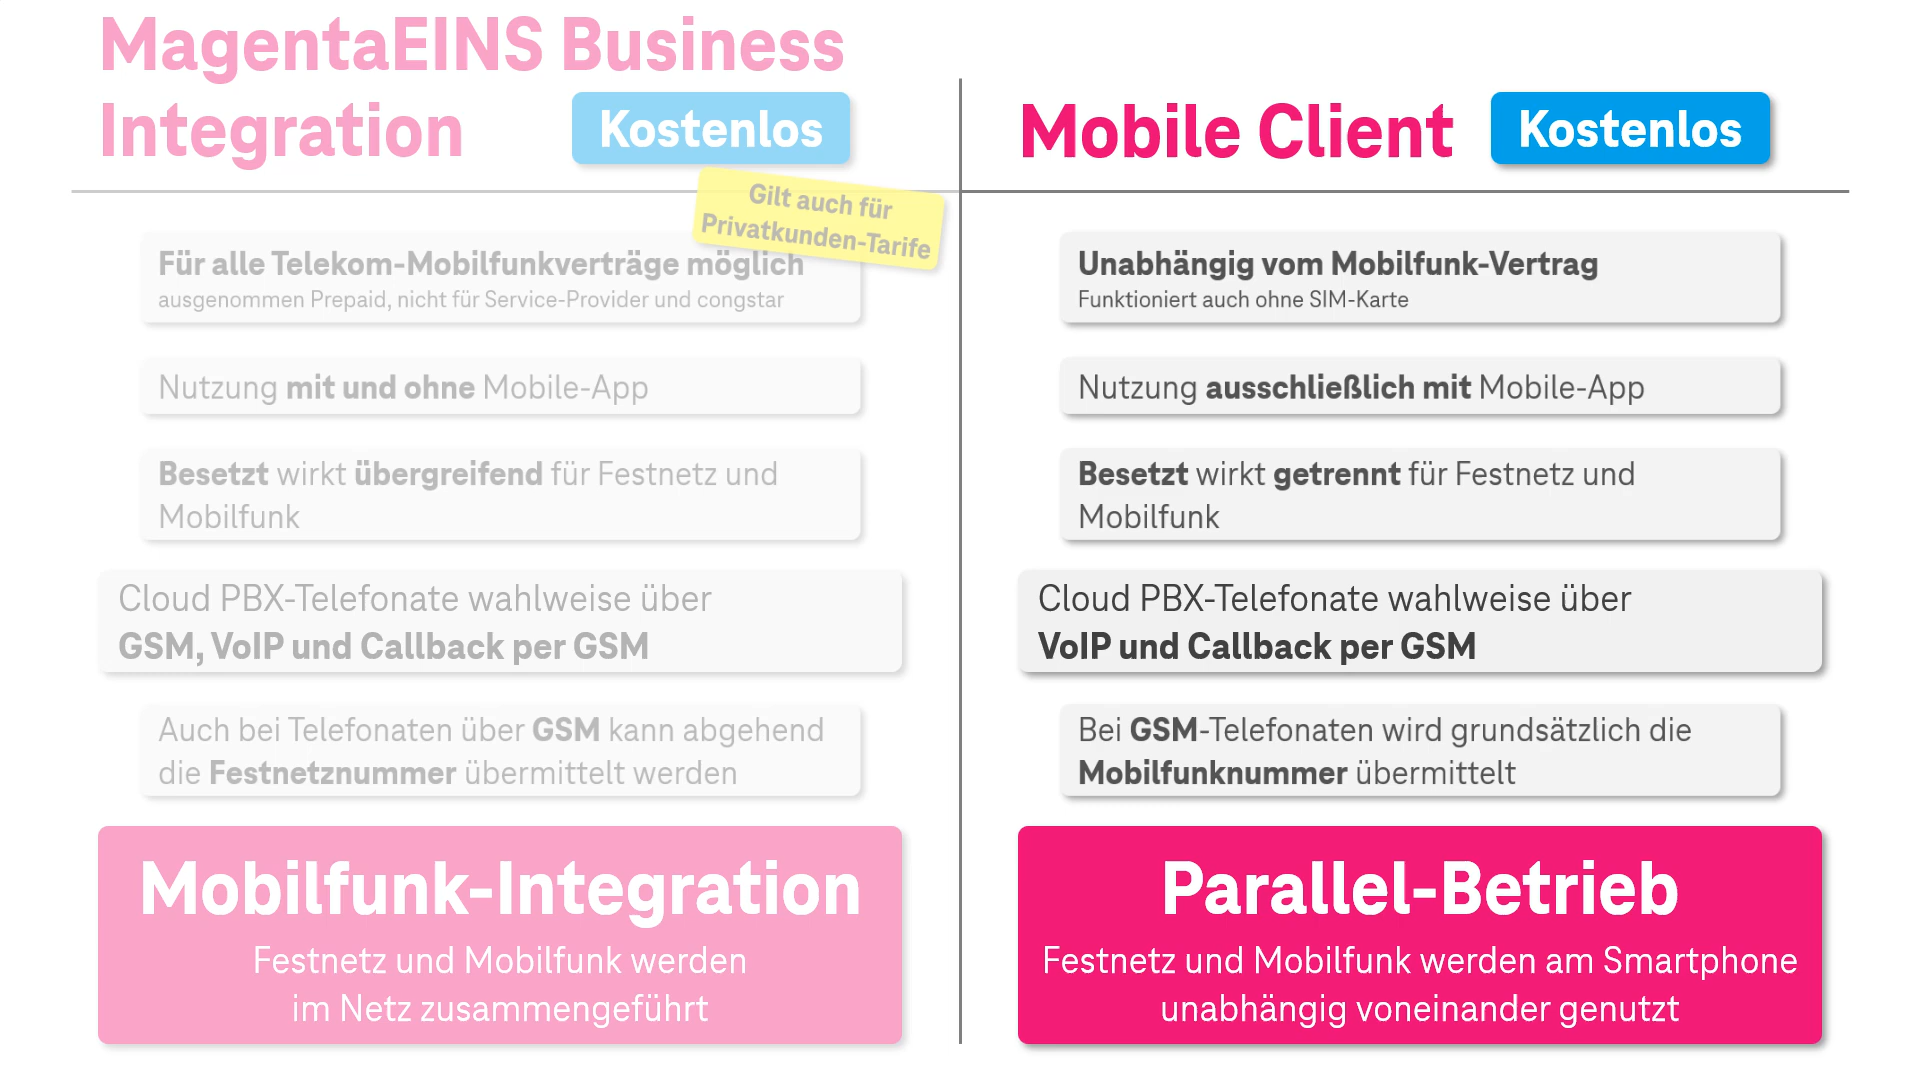 MagentaEINS Business
Integration
Kostenlos
Gilt auch für
Privatkunden-Tarife
Für alle Telekom-Mobilfunkverträge möglich
ausgenommen Prepaid, nicht für Service-Provider und congstar
Nutzung mit und ohne Mobile-App
Besetzt wirkt übergreifend für Festnetz und
Mobilfunk
Cloud PBX-Telefonate wahlweise über
GSM, VoIP und Callback per GSM
Auch bei Telefonaten über GSM kann abgehend
die Festnetznummer übermittelt werden
Mobilfunk-Integration
Festnetz und Mobilfunk werden
im Netz zusammengeführt
Mobile Client
Kostenlos
Unabhängig vom Mobilfunk-Vertrag
Funktioniert auch ohne SIM-Karte
Nutzung ausschließlich mit Mobile-App
Besetzt wirkt getrennt für Festnetz und
Mobilfunk
Cloud PBX-Telefonate wahlweise über
VoIP und Callback per GSM
Bei GSM-Telefonaten wird grundsätzlich die
Mobilfunknummer übermittelt
Parallel-Betrieb
Festnetz und Mobilfunk werden am Smartphone
unabhängig voneinander genutzt